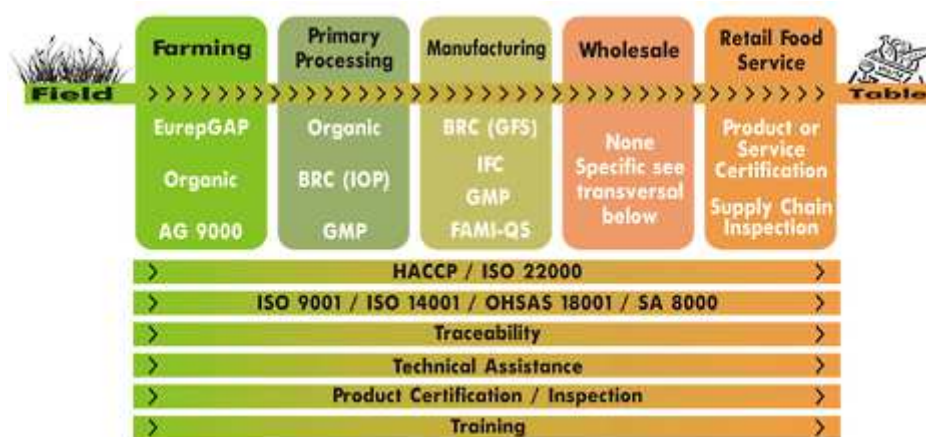 Farming
Primary
Processing
Manufacturing
Wholesale
Retail Food
Service
Field
Table
EurepGAP
Organic
AG 9000
Organic
BRC (IOP)
GMP
BRC (GFS)
IFC
GMP
FAMI-QS
None
Specific see
transversal
below
Product or
Service
Certification
Supply Chain
Inspection
HACCP / ISO 22000
ISO 9001 / ISO 14001 / OHSAS 18001 / SA 8000
Traceability
Technical Assistance
Product Certification / Inspection
Training